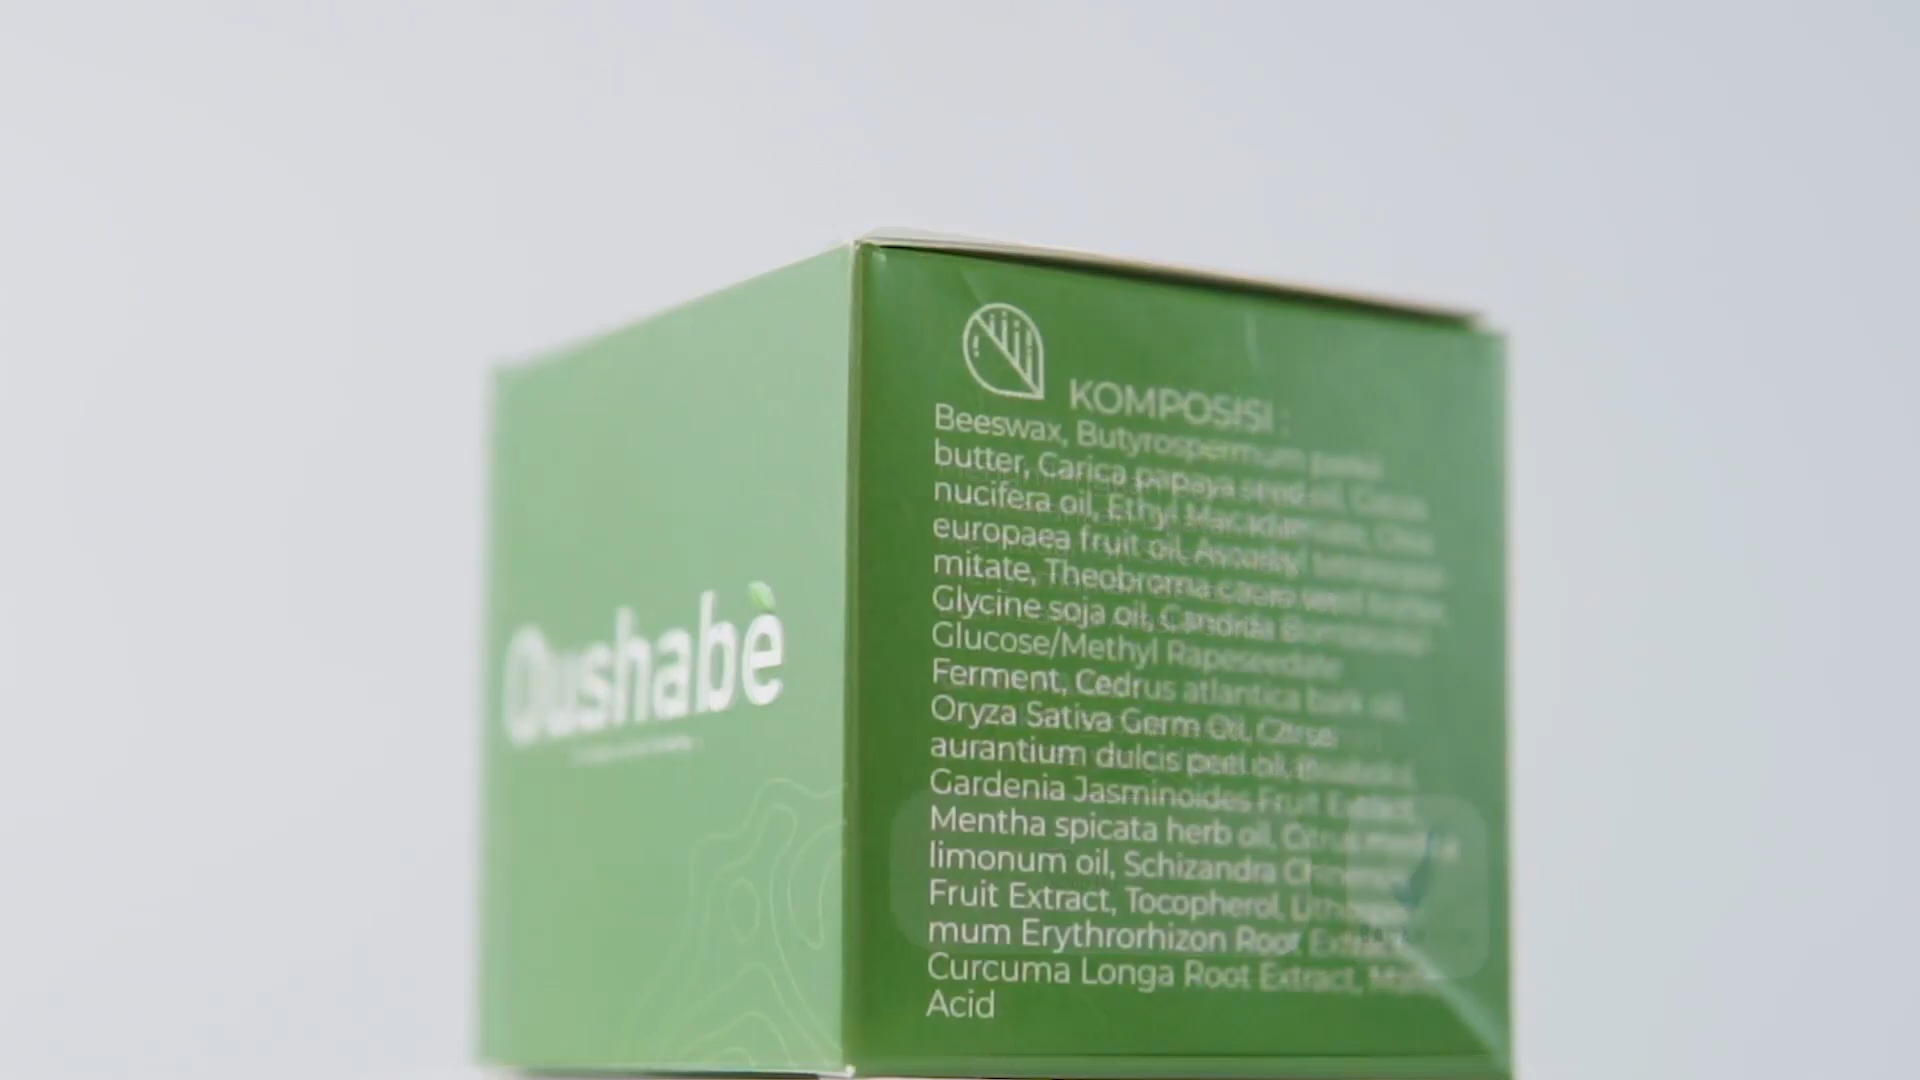 Oushabè
KOMPOSISI :
Beeswax, Butyrospermum parkii
butter, Carica papaya seed oil, Cocos
nucifera oil, Ethyl Macadamiate, Olea
europaea fruit oil,
mitate, Theobroma cacao seed butter,
Glycine soja oil, Candida Bombicola/
Glucose/Methyl Rapeseedate
Ferment, Cedrus atlantica bark oil,
Oryza Sativa Germ Oil,
aurantium dulcis peel oil,
Gardenia Jasminoides Fruit Extract,
Mentha spicata herb oil, Citrus medica
limonum oil, Schizandra
Fruit Extract, Tocopherol,
mum Erythrorhizon Root Extract,
Curcuma Longa Root Extract,
Acid